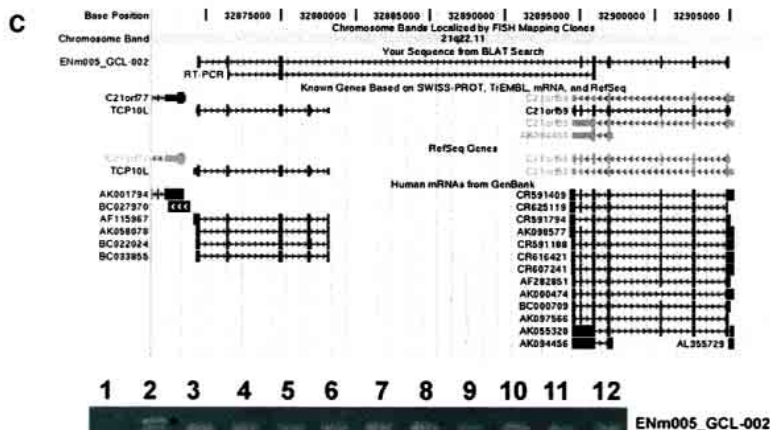 C
Base Position 32875000 32880000 32885000 32890000 32895000 32900000 32905000
Chromosome Bands Localized by FISH Mapping Clones
Chromosome Band 21q22.11
Your Sequence from BLAT Search
ENm005_GCL-002
RT-PCR
Known Genes Based on SWISS-PROT, TrEMBL, mRNA, and RefSeq
C21orf77
TCP10L C21orf59
RefSeq Genes
C21orf77
TCP10L
Human mRNAs from GenBank
AK001794 CR591409
BC027970 CR625119
AF115967 CR591794
AK058078 AK098577
BC022024 CR591188
BC033855 CR616421
CR607241
AF282851
AK000474
BC000709
AK097566
AK055328
AK094456 AL355729
1 2 3 4 5 6 7 8 9 10 11 12
ENm005_GCL-002